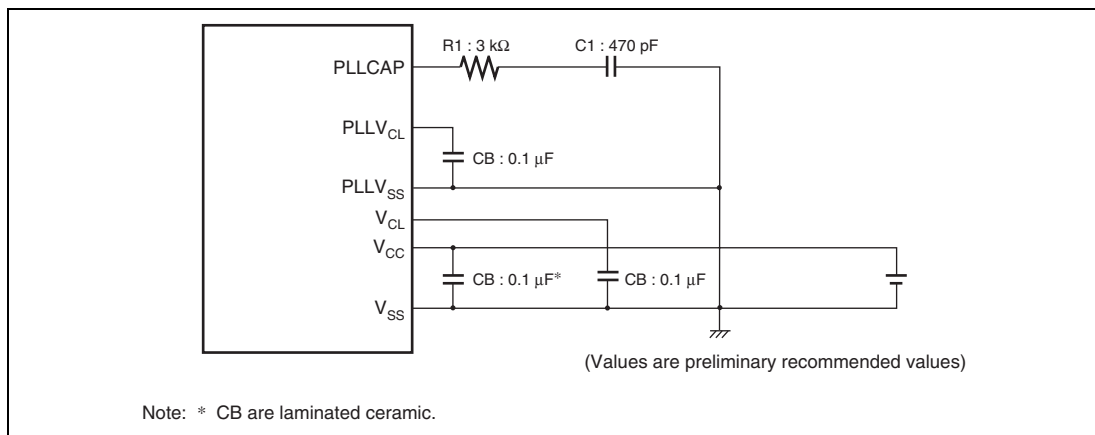 R1 : 3 kΩ
C1 : 470 pF
PLLCAP
PLLVCL
CB : 0.1 µF
PLLVSS
VCL
VCC
CB : 0.1 µF*
CB : 0.1 µF
VSS
(Values are preliminary recommended values)
Note: * CB are laminated ceramic.